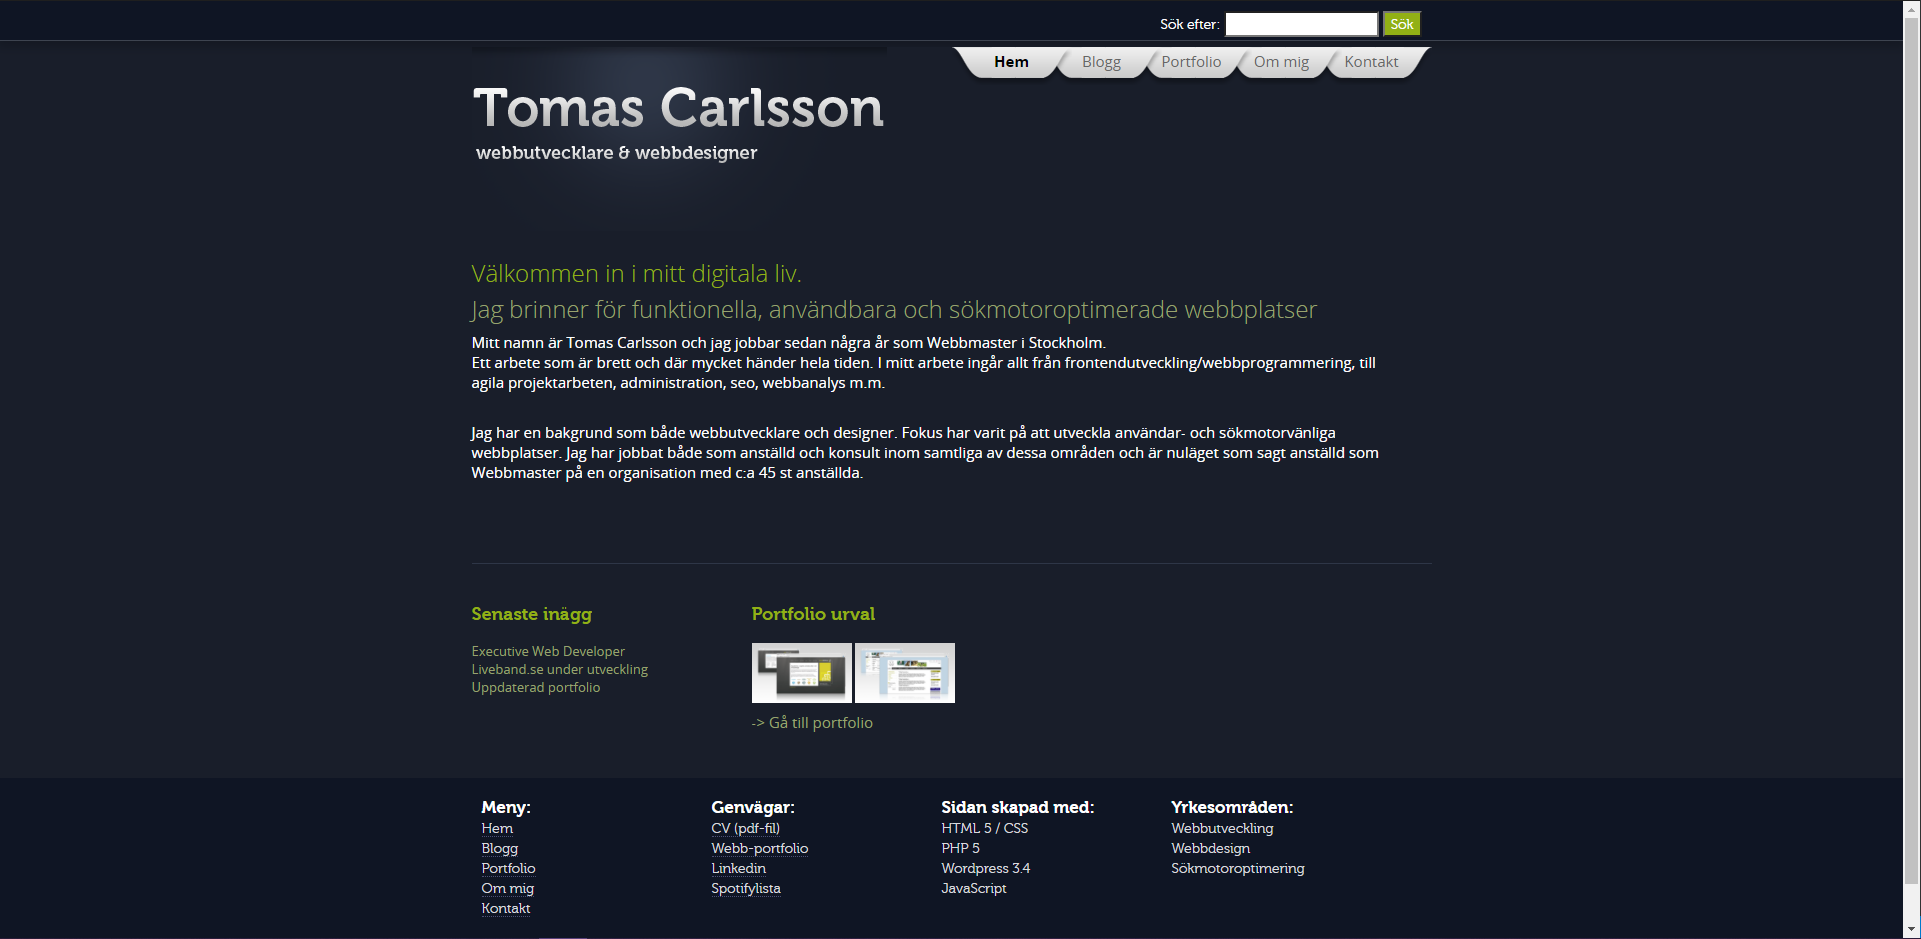 Sök efter: Sök
Hem Blogg Portfolio Om mig Kontakt
Tomas Carlsson
webbutvecklare & webbdesigner
Välkommen in i mitt digitala liv.
Jag brinner för funktionella, användbara och sökmotoroptimerade webbplatser
Mitt namn är Tomas Carlsson och jag jobbar sedan några år som Webbmaster i Stockholm.
Ett arbete som är brett och där mycket händer hela tiden. I mitt arbete ingår allt från frontendutveckling/webbprogrammering, till
agila projektarbeten, administration, seo, webbanalys m.m.
Jag har en bakgrund som både webbutvecklare och designer. Fokus har varit på att utveckla användar- och sökmotorvänliga
webbplatser. Jag har jobbat både som anställd och konsult inom samtliga av dessa områden och är nuläget som sagt anställd som
Webbmaster på en organisation med c:a 45 st anställda.
Senaste inägg
Executive Web Developer
Liveband.se under utveckling
Uppdaterad portfolio
Portfolio urval
-> Gå till portfolio
Meny:
Hem
Blogg
Portfolio
Om mig
Kontakt
Genvägar:
CV (pdf-fil)
Webb-portfolio
Linkedin
Spotifylista
Sidan skapad med:
HTML 5 / CSS
PHP 5
Wordpress 3.4
JavaScript
Yrkesområden:
Webbutveckling
Webbdesign
Sökmotoroptimering